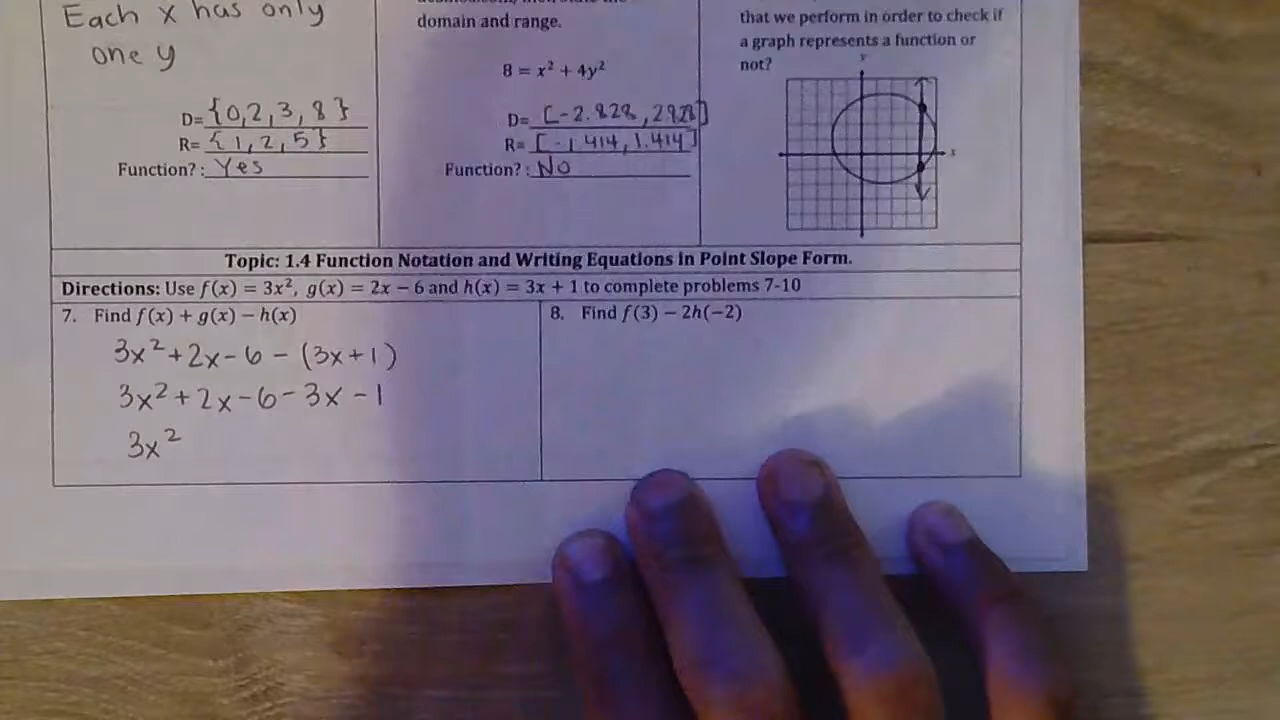 Each x has only
one y
D= {0,2,3,8}
R= {1,2,5}
Function? : Yes
domain and range.
8 = x² + 4y²
D= [-2.828, 2.828]
R= [-1.414, 1.414]
Function? : No
that we perform in order to check if
a graph represents a function or
not?
y
x
Topic: 1.4 Function Notation and Writing Equations in Point Slope Form.
Directions: Use f(x) = 3x², g(x) = 2x − 6 and h(x) = 3x + 1 to complete problems 7-10
7. Find f(x) + g(x) − h(x)
3x² + 2x - 6 - (3x+1)
3x² + 2x - 6 - 3x - 1
3x²
8. Find f(3) − 2h(−2)